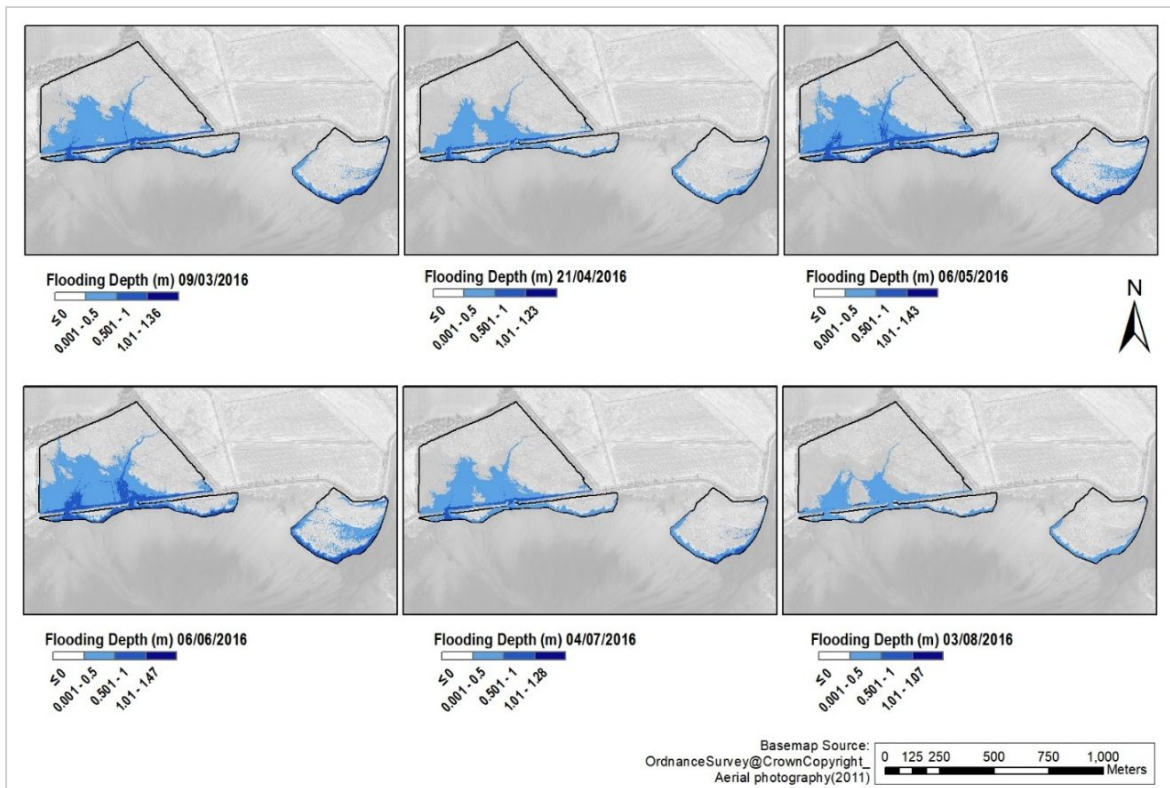 Flooding Depth (m) 09/03/2016
≤ 0
0.001 - 0.5
0.501 - 1
1.01 - 1.36
Flooding Depth (m) 21/04/2016
≤ 0
0.001 - 0.5
0.501 - 1
1.01 - 1.23
Flooding Depth (m) 06/05/2016
≤ 0
0.001 - 0.5
0.501 - 1
1.01 - 1.43
N
Flooding Depth (m) 06/06/2016
≤ 0
0.001 - 0.5
0.501 - 1
1.01 - 1.47
Flooding Depth (m) 04/07/2016
≤ 0
0.001 - 0.5
0.501 - 1
1.01 - 1.28
Flooding Depth (m) 03/08/2016
≤ 0
0.001 - 0.5
0.501 - 1
1.01 - 1.07
Basemap Source:
OrdnanceSurvey@CrownCopyright_
Aerial photography(2011)
0 125 250 500 750 1,000
Meters